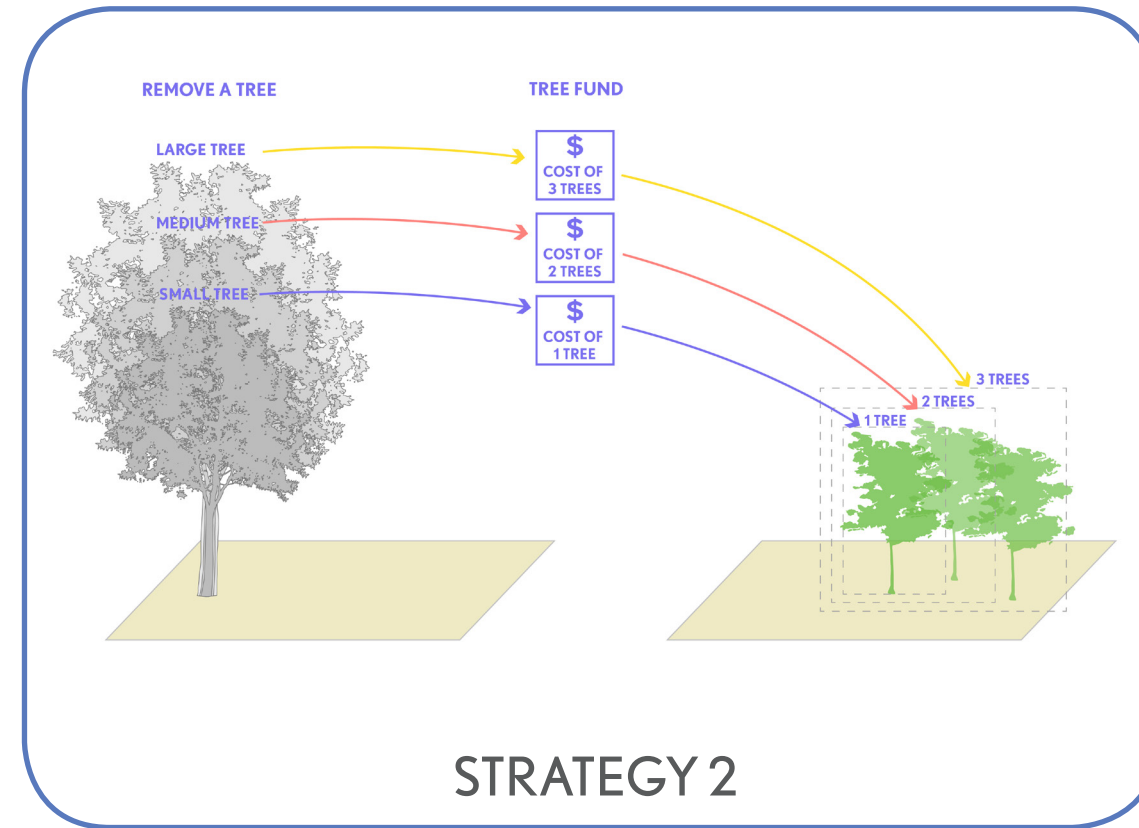 REMOVE A TREE
TREE FUND
LARGE TREE
$
COST OF
3 TREES
MEDIUM TREE
$
COST OF
2 TREES
SMALL TREE
$
COST OF
1 TREE
3 TREES
2 TREES
1 TREE
STRATEGY 2